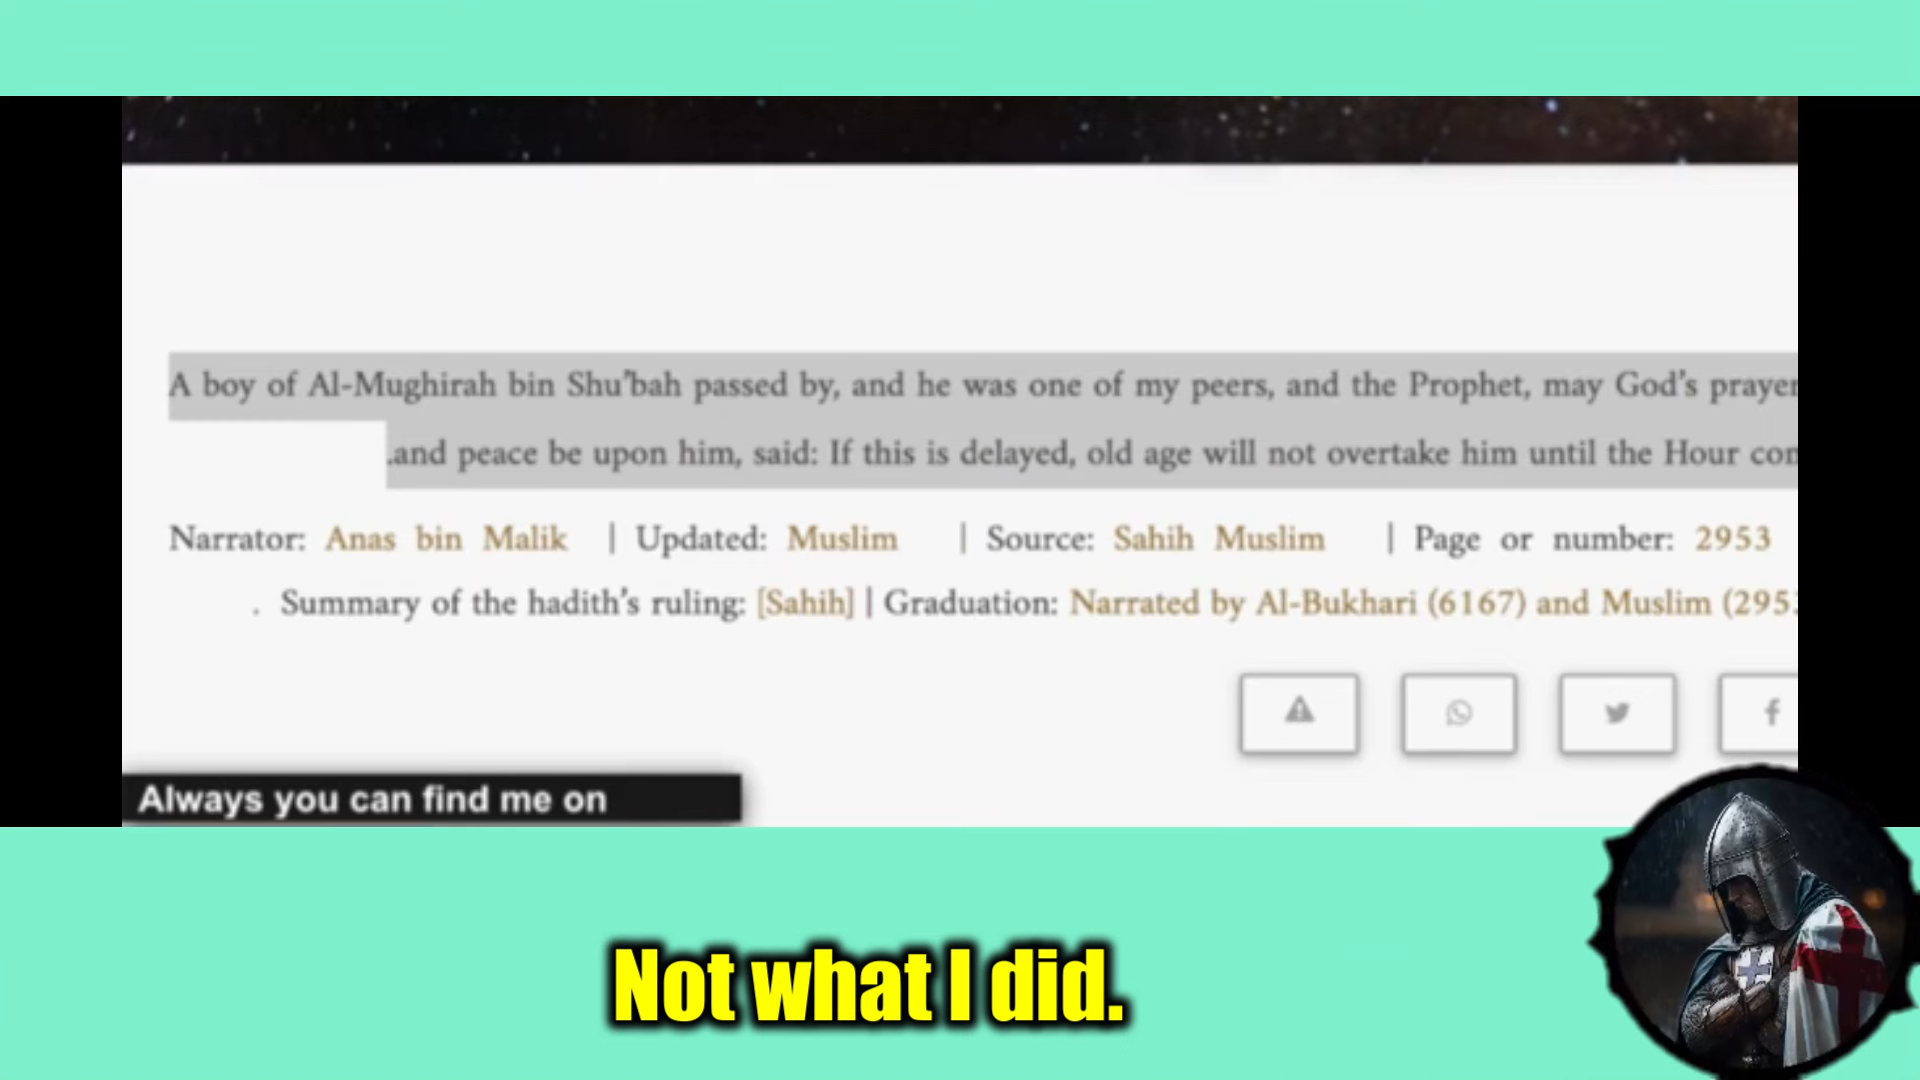 A boy of Al-Mughirah bin Shu'bah passed by, and he was one of my peers, and the Prophet, may God's prayer
.and peace be upon him, said: If this is delayed, old age will not overtake him until the Hour
Narrator: Anas bin Malik | Updated: Muslim | Source: Sahih Muslim | Page or number: 2953
. Summary of the hadith's ruling: [Sahih] | Graduation: Narrated by Al-Bukhari (6167) and Muslim
Always you can find me on
Not what I did.